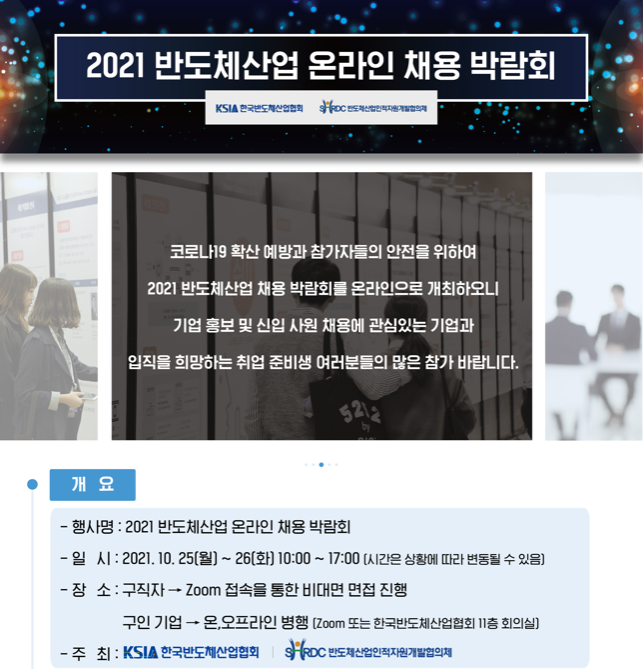 2021 반도체산업 온라인 채용 박람회
KSIA 한국반도체산업협회 SHRDC 반도체산업인적자원개발협의체
코로나19 확산 예방과 참가자들의 안전을 위하여
2021 반도체산업 채용 박람회를 온라인으로 개최하오니
기업 홍보 및 신입 사원 채용에 관심있는 기업과
입직을 희망하는 취업 준비생 여러분들의 많은 참가 바랍니다.
5252
by
개 요
- 행사명 : 2021 반도체산업 온라인 채용 박람회
- 일 시 : 2021. 10. 25(월) ~ 26(화) 10:00 ~ 17:00 (시간은 상황에 따라 변동될 수 있음)
- 장 소 : 구직자 → Zoom 접속을 통한 비대면 면접 진행
구인 기업 → 온,오프라인 병행 (Zoom 또는 한국반도체산업협회 11층 회의실)
- 주 최 : KSIA 한국반도체산업협회 | SHRDC 반도체산업인적자원개발협의체